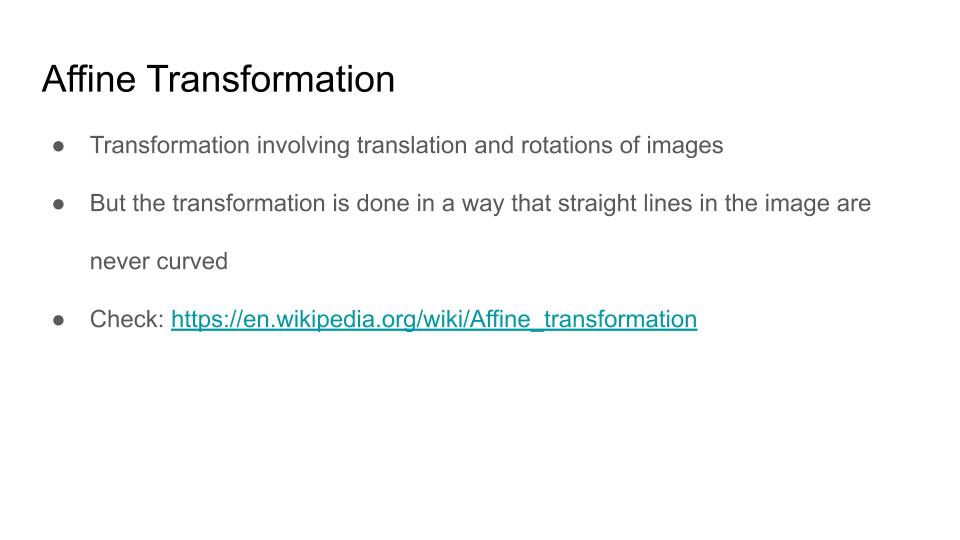 Affine Transformation
● Transformation involving translation and rotations of images
● But the transformation is done in a way that straight lines in the image are
never curved
● Check: https://en.wikipedia.org/wiki/Affine_transformation